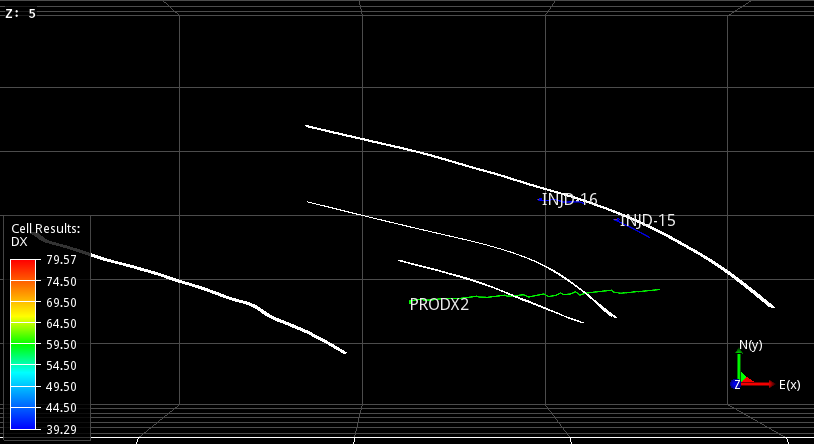 Z: 5
INJD-16
INJD-15
Cell Results:
DX
79.57
74.50
69.50
64.50
59.50
54.50
49.50
44.50
39.29
PRODX2
N(y)
Z
E(x)